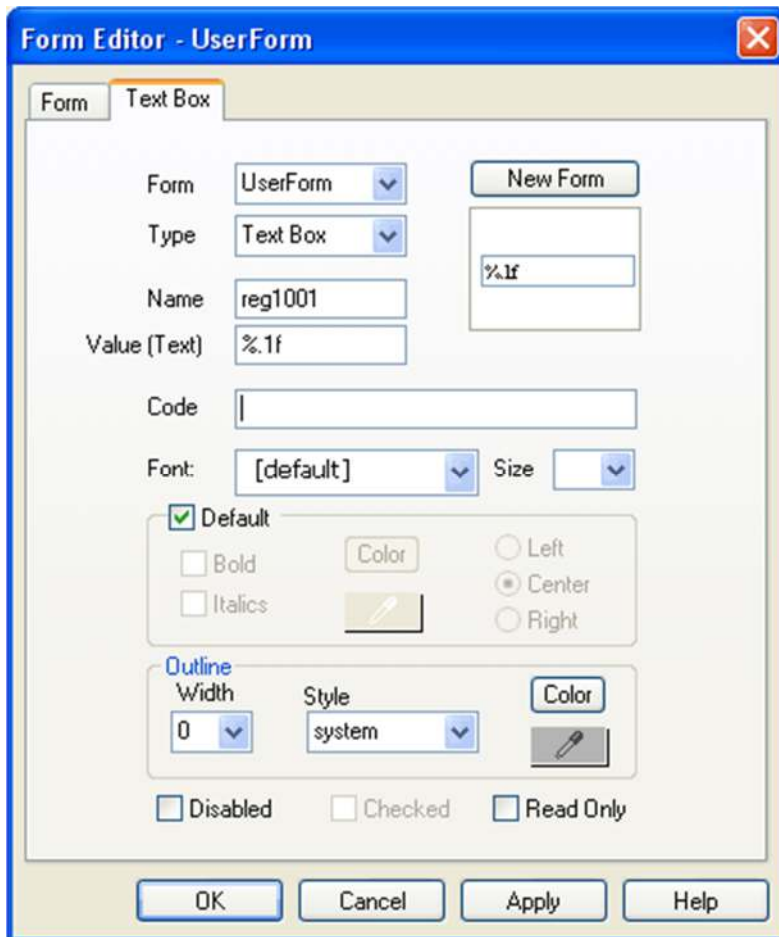 Form Editor - UserForm
Form
Text Box
Form
UserForm
New Form
Type
Text Box
%.1f
Name
reg1001
Value (Text)
%.1f
Code
Font:
[default]
Size
Default
Bold
Color
Left
Center
Italics
Right
Outline
Width
Style
Color
0
system
Disabled
Checked
Read Only
OK
Cancel
Apply
Help